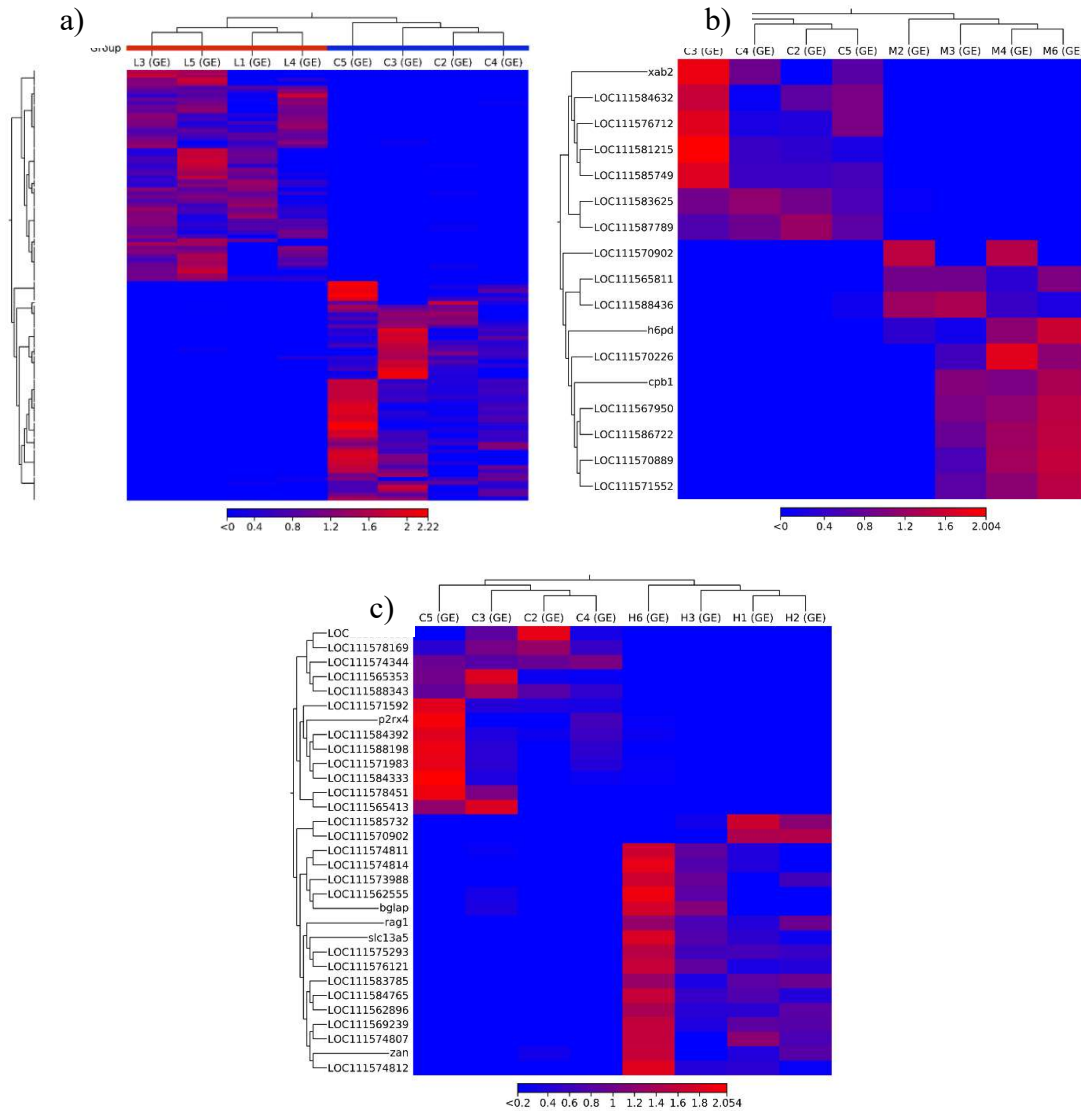 a)
Group
L3 (GE) L5 (GE) L1 (GE) L4 (GE) C5 (GE) C3 (GE) C2 (GE) C4 (GE)
<0 0.4 0.8 1.2 1.6 2 2.22
b)
C3 (GE) C4 (GE) C2 (GE) C5 (GE) M2 (GE) M3 (GE) M4 (GE) M6 (GE)
xab2
LOC111584632
LOC111576712
LOC111581215
LOC111585749
LOC111583625
LOC111587789
LOC111570902
LOC111565811
LOC111588436
h6pd
LOC111570226
cpb1
LOC111567950
LOC111586722
LOC111570889
LOC111571552
<0 0.4 0.8 1.2 1.6 2.004
c)
C5 (GE) C3 (GE) C2 (GE) C4 (GE) H6 (GE) H3 (GE) H1 (GE) H2 (GE)
LOC
LOC111578169
LOC111574344
LOC111565353
LOC111588343
LOC111571592
p2rx4
LOC111584392
LOC111588198
LOC111571983
LOC111584333
LOC111578451
LOC111565413
LOC111585732
LOC111570902
LOC111574811
LOC111574814
LOC111573988
LOC111562555
bglap
rag1
slc13a5
LOC111575293
LOC111576121
LOC111583785
LOC111584765
LOC111562896
LOC111569239
LOC111574807
zan
LOC111574812
<0.2 0.4 0.6 0.8 1 1.2 1.4 1.6 1.8 2.054